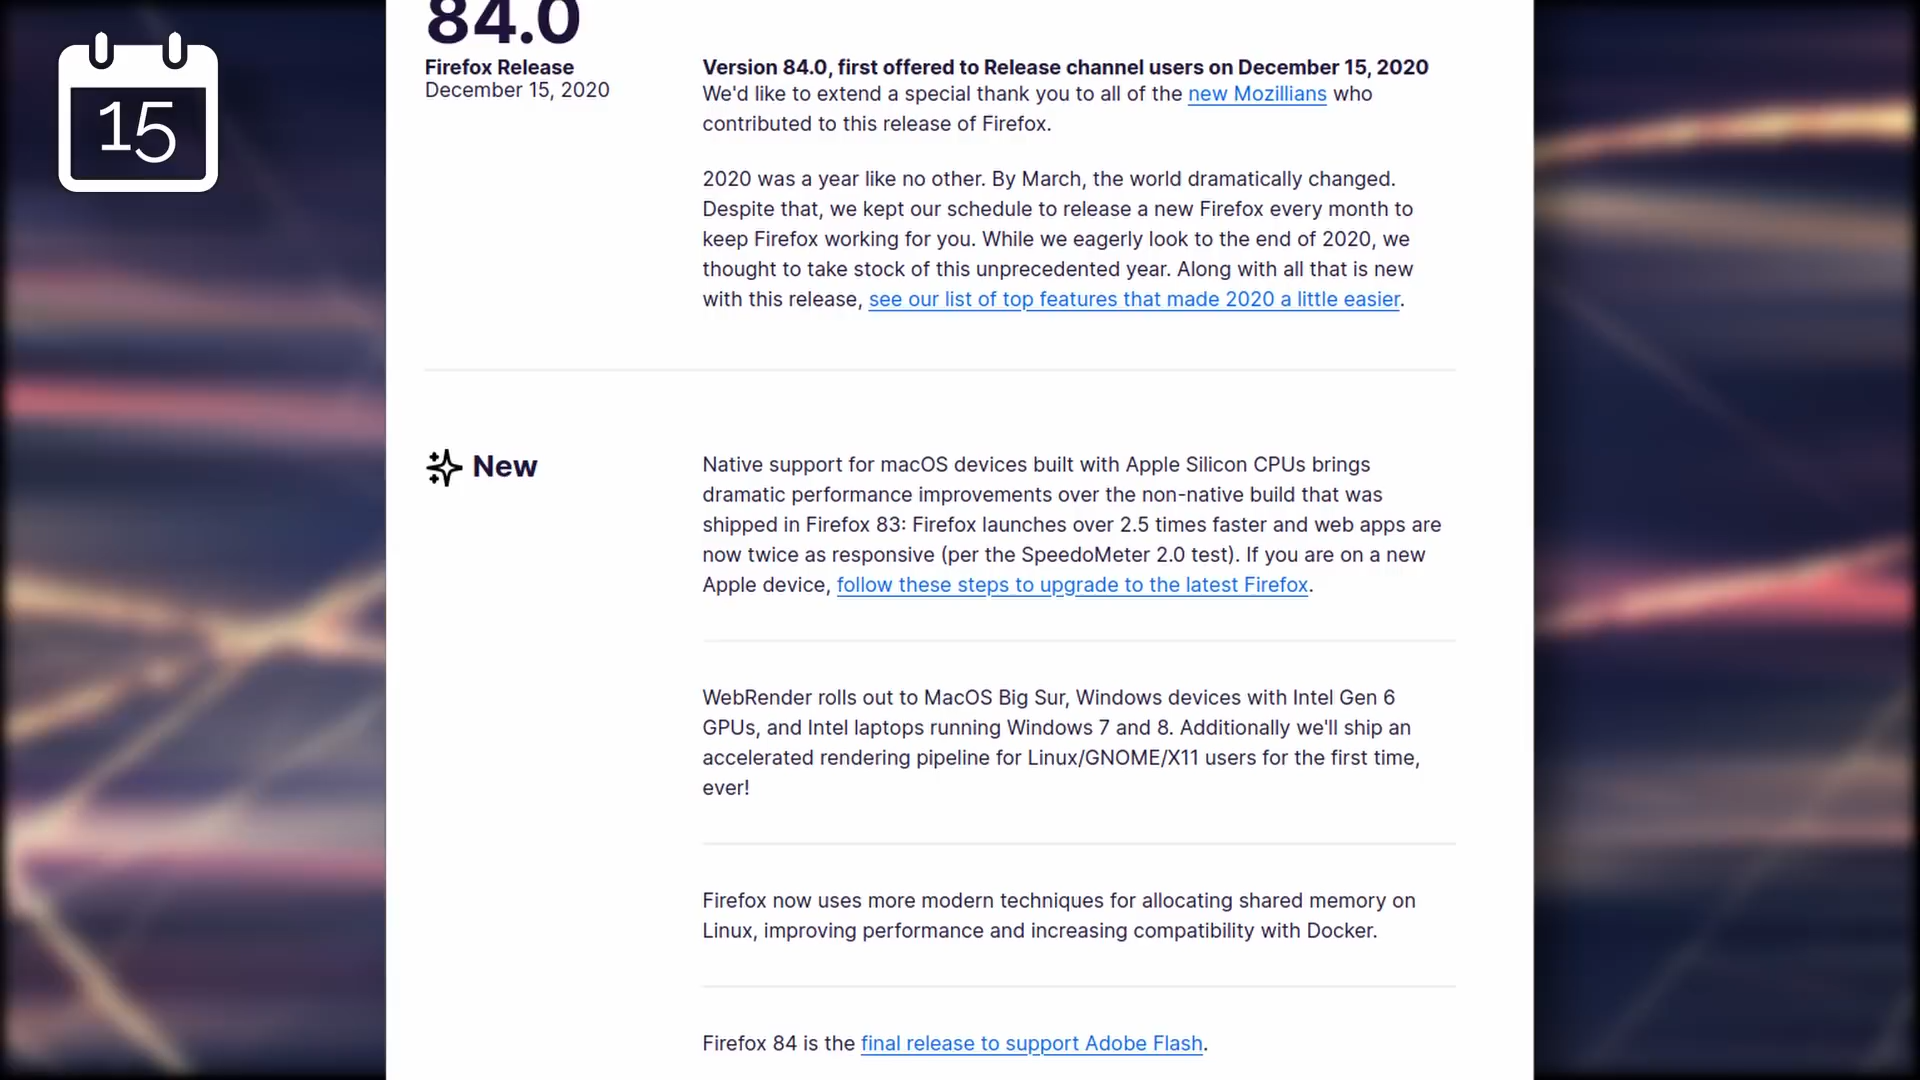 15
84.0
Firefox Release
December 15, 2020
Version 84.0, first offered to Release channel users on December 15, 2020
We'd like to extend a special thank you to all of the new Mozillians who
contributed to this release of Firefox.
2020 was a year like no other. By March, the world dramatically changed.
Despite that, we kept our schedule to release a new Firefox every month to
keep Firefox working for you. While we eagerly look to the end of 2020, we
thought to take stock of this unprecedented year. Along with all that is new
with this release, see our list of top features that made 2020 a little easier.
New
Native support for macOS devices built with Apple Silicon CPUs brings
dramatic performance improvements over the non-native build that was
shipped in Firefox 83: Firefox launches over 2.5 times faster and web apps are
now twice as responsive (per the SpeedoMeter 2.0 test). If you are on a new
Apple device, follow these steps to upgrade to the latest Firefox.
WebRender rolls out to MacOS Big Sur, Windows devices with Intel Gen 6
GPUs, and Intel laptops running Windows 7 and 8. Additionally we'll ship an
accelerated rendering pipeline for Linux/GNOME/X11 users for the first time,
ever!
Firefox now uses more modern techniques for allocating shared memory on
Linux, improving performance and increasing compatibility with Docker.
Firefox 84 is the final release to support Adobe Flash.